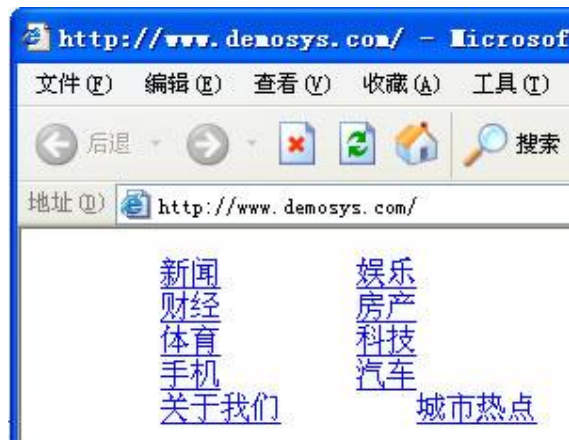 http://www.demosys.com/ - Microsof
文件(F) 编辑(E) 查看(V) 收藏(A) 工具(T)
后退 搜索
地址(D) http://www.demosys.com/
新闻 娱乐
财经 房产
体育 科技
手机 汽车
关于我们 城市热点